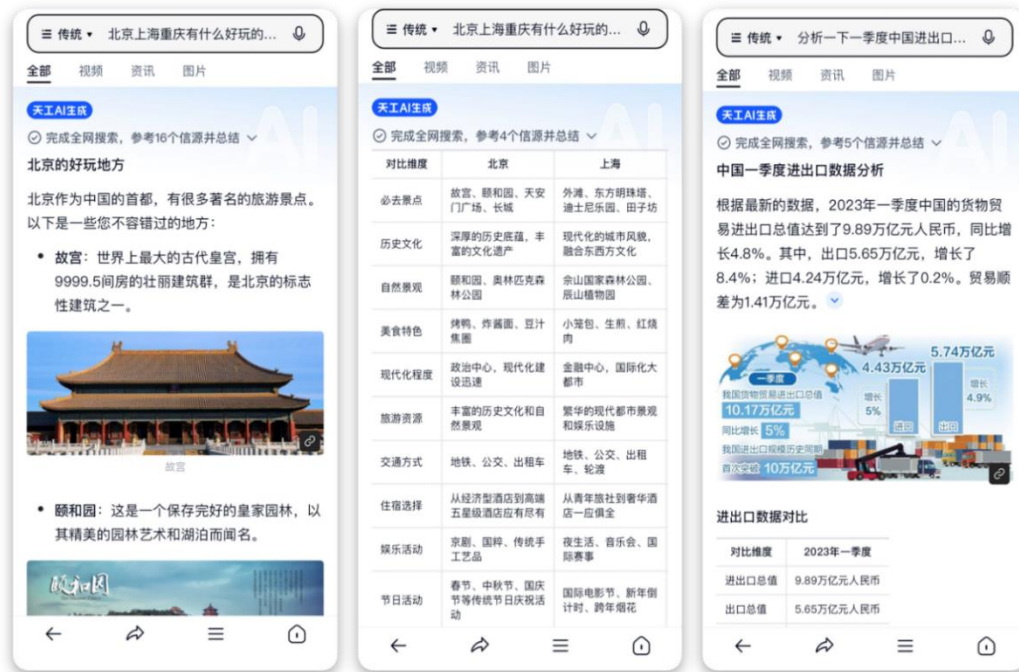 传统 北京上海重庆有什么好玩的...
全部 视频 资讯 图片
天工AI生成
完成全网搜索，参考16个信源并总结
北京的好玩地方
北京作为中国的首都，有很多著名的旅游景点。
以下是一些您不容错过的地方：
• 故宫：世界上最大的古代皇宫，拥有
9999.5间房的壮丽建筑群，是北京的标志
性建筑之一。
故宫
• 颐和园：这是一个保存完好的皇家园林，以
其精美的园林艺术和湖泊而闻名。
颐和园
传统 北京上海重庆有什么好玩的...
全部 视频 资讯 图片
天工AI生成
完成全网搜索，参考4个信源并总结
对比维度 北京 上海
必去景点 故宫、颐和园、天安 外滩、东方明珠塔、
门广场、长城 迪士尼乐园、田子坊
历史文化 深厚的历史底蕴，丰 现代化的城市风貌，
富的文化遗产 融合东西方文化
自然景观 颐和园、奥林匹克森 佘山国家森林公园、
林公园 辰山植物园
美食特色 烤鸭、炸酱面、豆汁 小笼包、生煎、红烧
焦圈 肉
现代化程度 政治中心，现代化建 金融中心，国际化大
设迅速 都市
旅游资源 丰富的历史文化和自 繁华的现代都市景观
然景观 和娱乐设施
交通方式 地铁、公交、出租车 地铁、公交、出租
车、轮渡
住宿选择 从经济型酒店到高端 从青年旅社到奢华酒
五星级酒店应有尽有 店一应俱全
娱乐活动 京剧、国粹、传统手 夜生活、音乐会、国
工艺品 际赛事
节日活动 春节、中秋节、国庆 国际电影节、新年倒
节等传统节日庆祝活 计时、跨年烟花
动
传统 分析一下一季度中国进出口...
全部 视频 资讯 图片
天工AI生成
完成全网搜索，参考5个信源并总结
中国一季度进出口数据分析
根据最新的数据，2023年一季度中国的货物贸
易进出口总值达到了9.89万亿元人民币，同比增
长4.8%。其中，出口5.65万亿元，增长了
8.4%；进口4.24万亿元，增长了0.2%。贸易顺
差为1.41万亿元。
一季度
我国货物贸易进出口总值
10.17万亿元
同比增长 5%
我国进出口规模历史同期
首次突破 10万亿元
4.43万亿元
增长
5%
进口
5.74万亿元
增长
4.9%
出口
进出口数据对比
对比维度 2023年一季度
进出口总值 9.89万亿元人民币
出口总值 5.65万亿元人民币